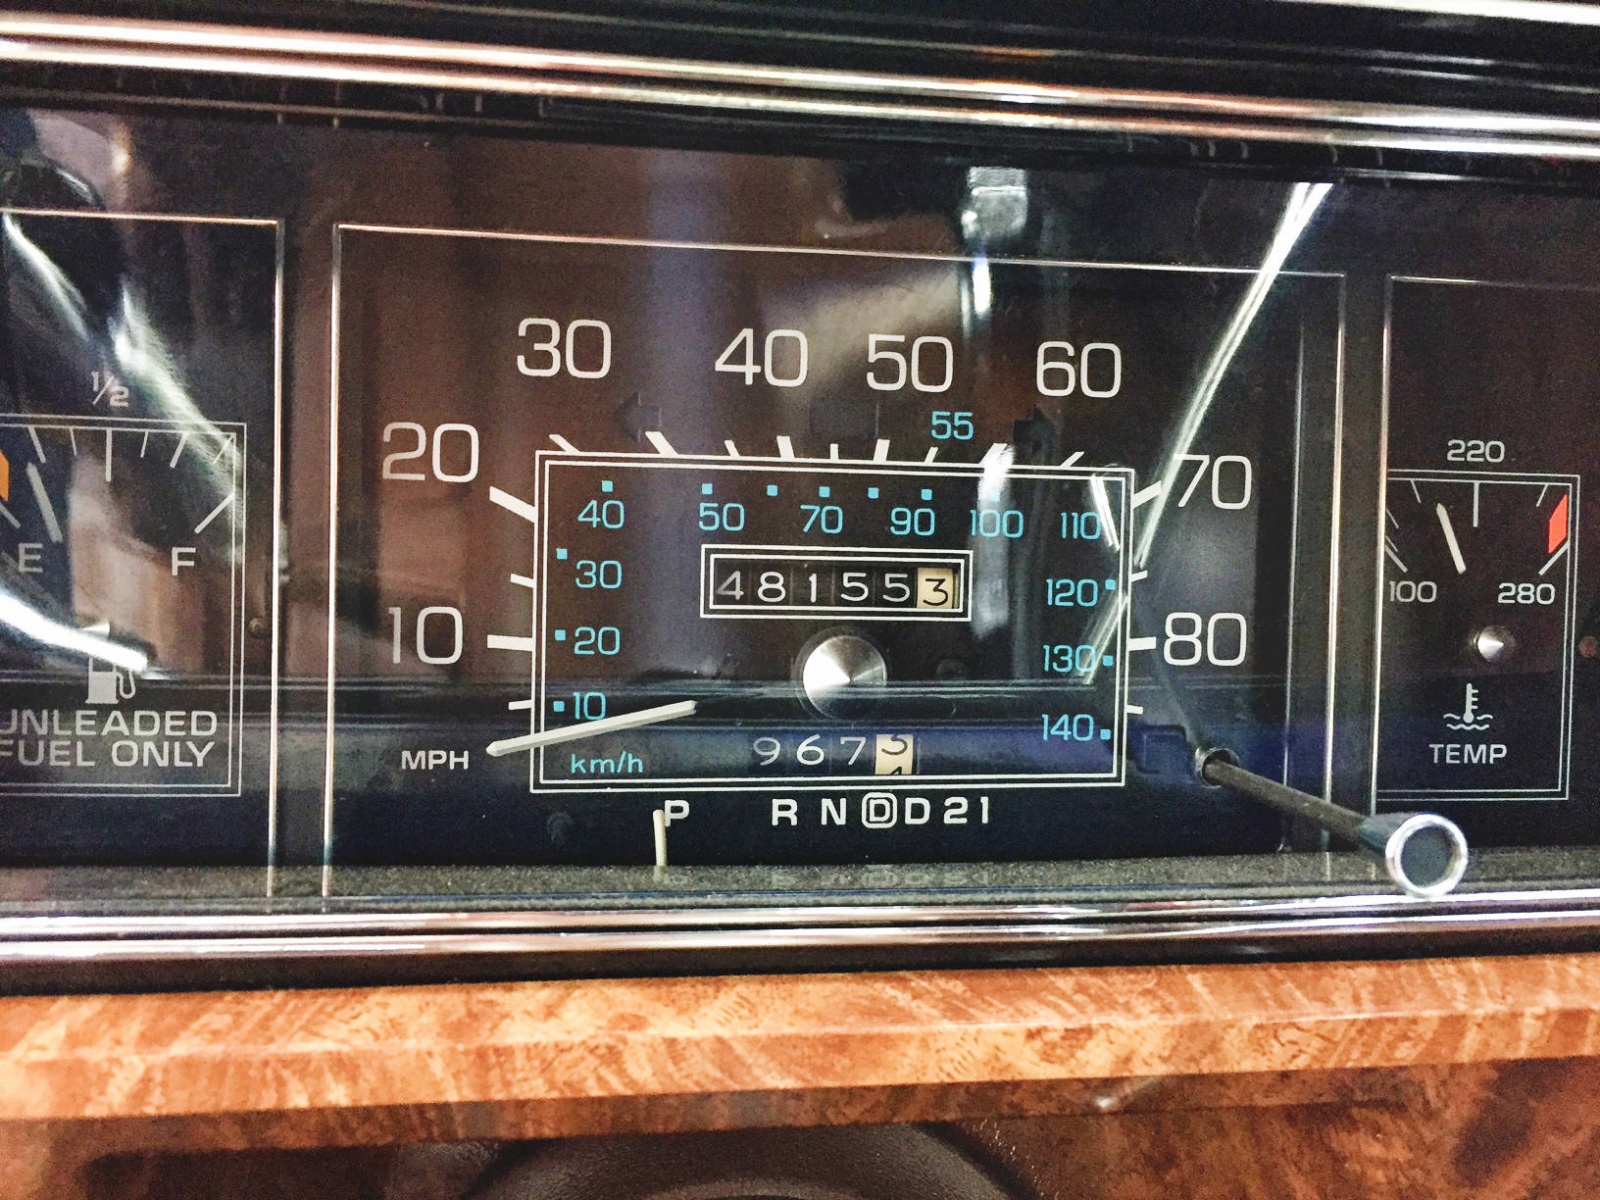 1/2
E F
UNLEADED
FUEL ONLY
10 20 30 40 50 55 60 70 80
MPH
10 20 30 40 50 70 90 100 110 120 130 140
km/h
481553
967
P R N D D 2 1
220
100 280
TEMP